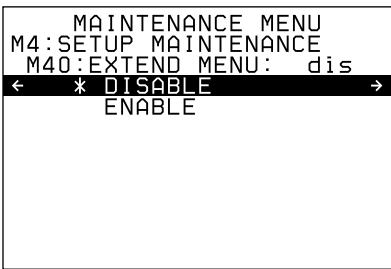 MAINTENANCE MENU
M4:SETUP MAINTENANCE
M40:EXTEND MENU: dis
← * DISABLE →
ENABLE